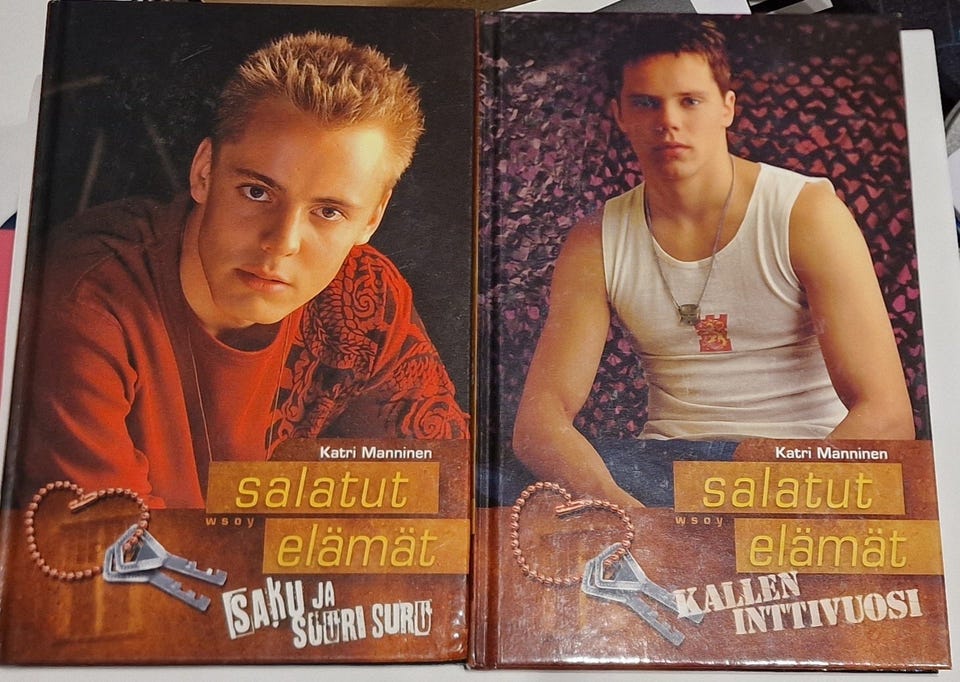 Katri Manninen
salatut
wsoy
elämät
SAKU JA
SUURI SURU
Katri Manninen
salatut
wsoy
elämät
KALLEN
INTTIVUOSI